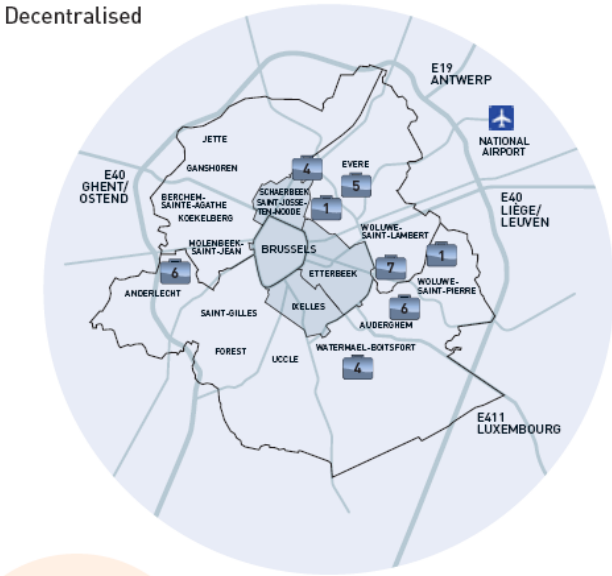 Decentralised
E19
ANTWERP
NATIONAL
AIRPORT
JETTE
GANSHOREN
4
EVERE
5
E40
GHENT/
OSTEND
BERCHEM-
SAINTE-AGATHE
KOEKELBERG
SCHAERBEEK
SAINT-JOSSE-
TEN-NOODE
1
E40
LIÈGE/
LEUVEN
MOLENBEEK-
SAINT-JEAN
BRUSSELS
WOLUWE-
SAINT-LAMBERT
1
6
ETTERBEEK
7
WOLUWE-
SAINT-PIERRE
ANDERLECHT
IXELLES
6
SAINT-GILLES
AUDERGHEM
FOREST
UCCLE
WATERMAEL-BOITSFORT
4
E411
LUXEMBOURG